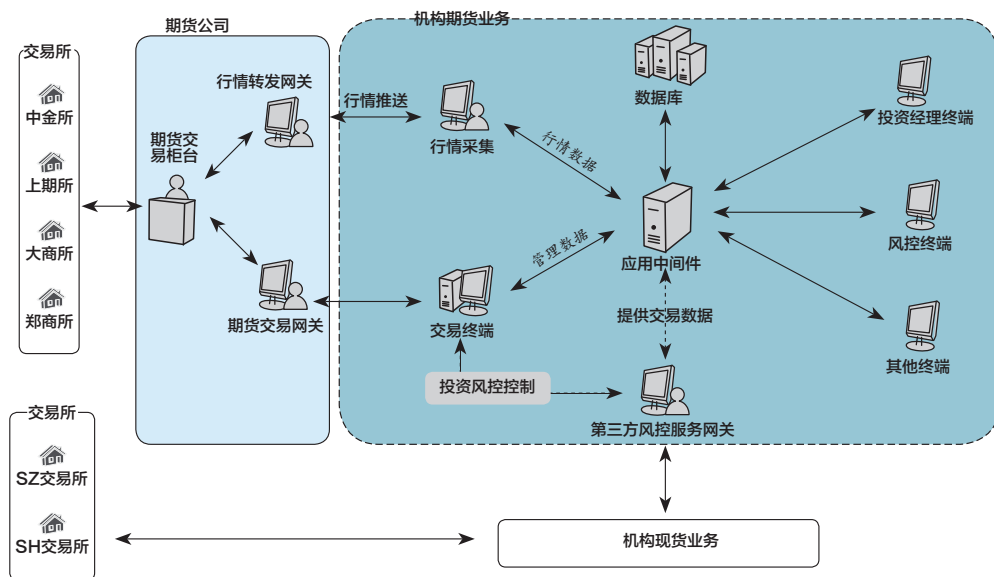 期货公司
机构期货业务
交易所
中金所
上期所
大商所
郑商所
行情转发网关
期货交
易柜台
期货交易网关
行情推送
行情采集
行情数据
数据库
应用中间件
管理数据
交易终端
提供交易数据
投资风控控制
第三方风控服务网关
投资经理终端
风控终端
其他终端
交易所
SZ交易所
SH交易所
机构现货业务